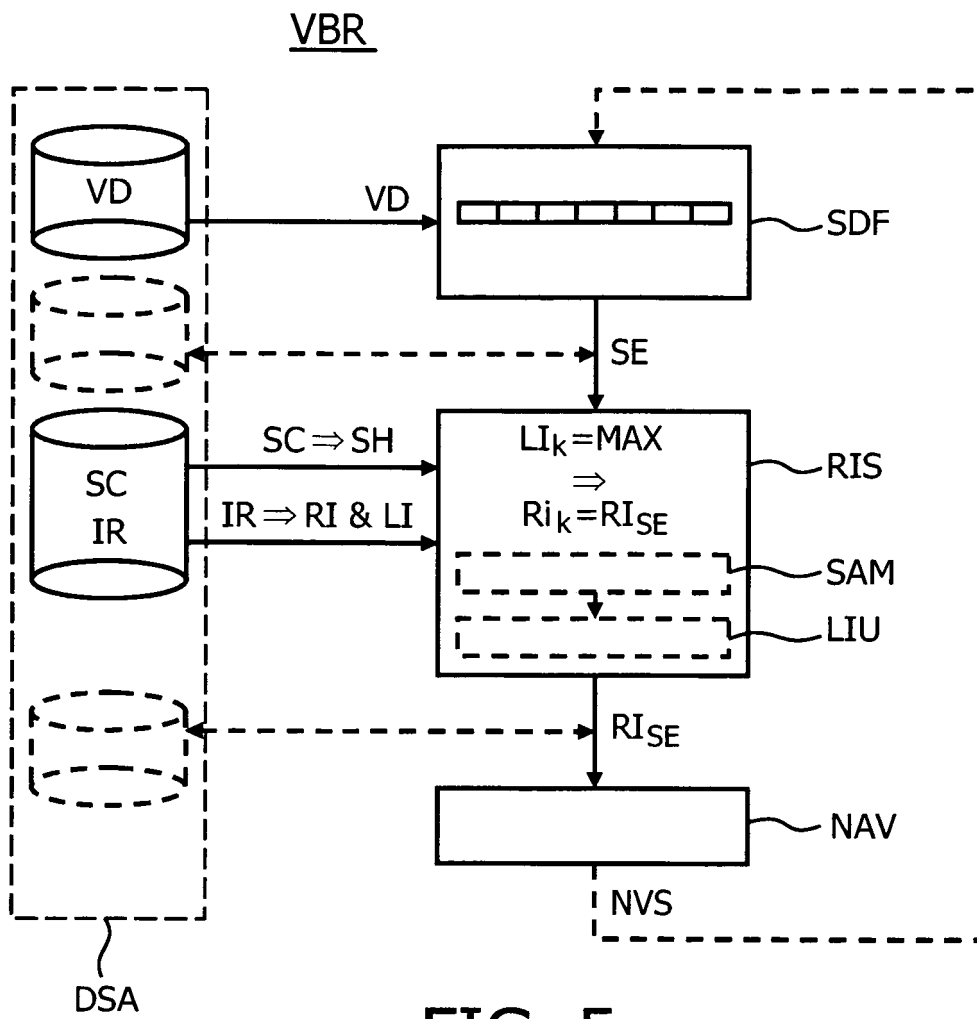 VBR
VD
VD
SDF
SE
SC ⇒ SH
SC
IR
IR ⇒ RI & LI
LIk=MAX
⇒
Rik=RISE
RIS
SAM
LIU
RISE
NAV
NVS
DSA